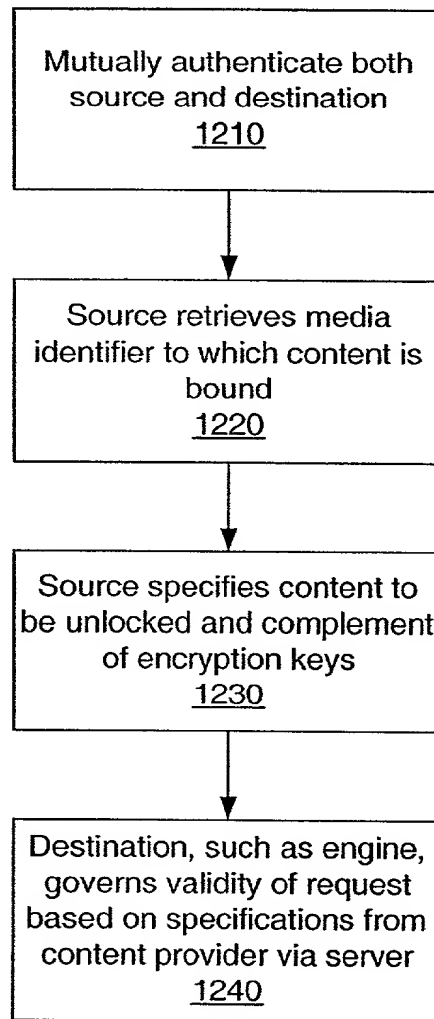 Mutually authenticate both
source and destination
1210
Source retrieves media
identifier to which content is
bound
1220
Source specifies content to
be unlocked and complement
of encryption keys
1230
Destination, such as engine,
governs validity of request
based on specifications from
content provider via server
1240